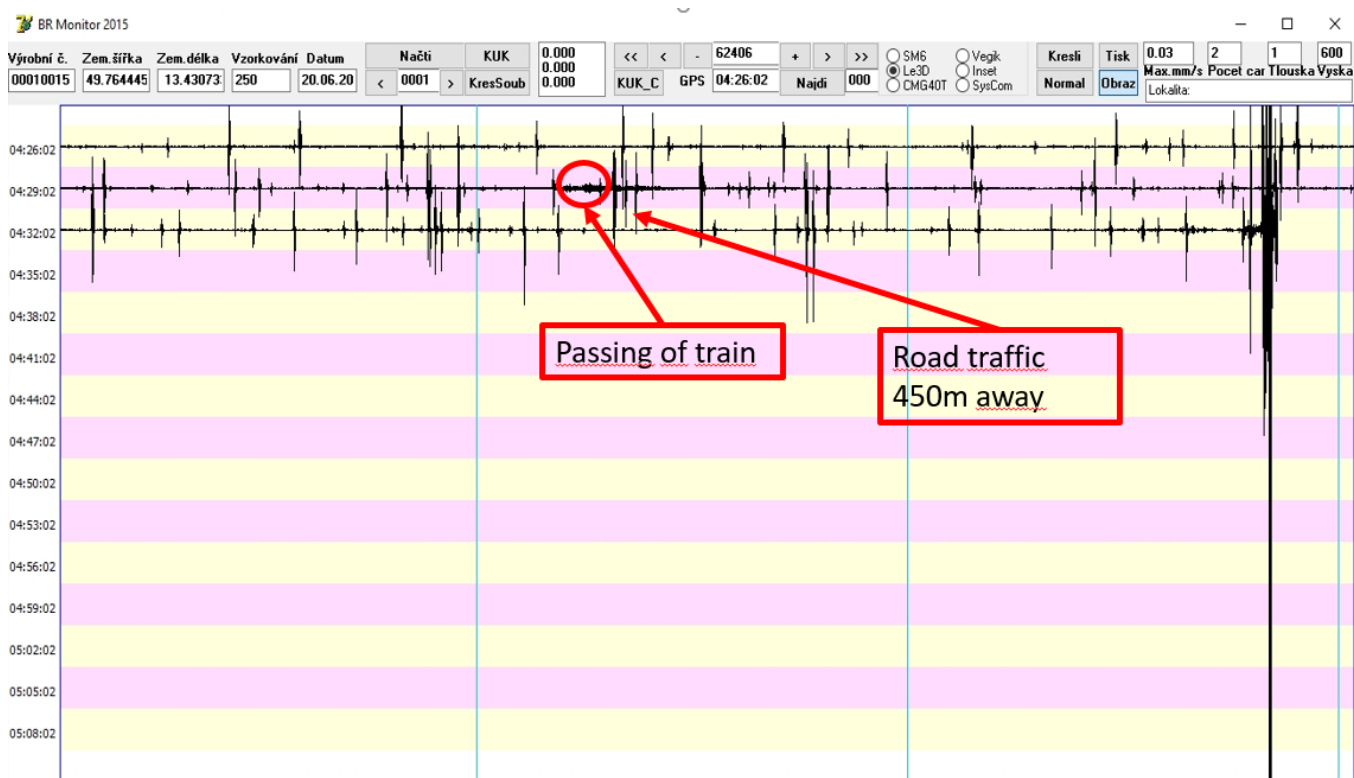 BR Monitor 2015
Výrobní č. Zem.šířka Zem.délka Vzorkování Datum Načti KUK 0.000 << < - 62406 + > >> SM6 Vegik Kresli Tisk 0.03 2 1 600
00010015 49.764445 13.43073 250 20.06.20 < 0001 > KresSoub 0.000 KUK_C GPS 04:26:02 Najdi 000 Le3D Inset Normal Obraz Max.mm/s Pocet car Tlouska Vyska
0.000 CMG40T SysCom Lokalita:
04:26:02
04:29:02
04:32:02
04:35:02
04:38:02
04:41:02
04:44:02
04:47:02
04:50:02
04:53:02
04:56:02
04:59:02
05:02:02
05:05:02
05:08:02
Passing of train
Road traffic
450m away